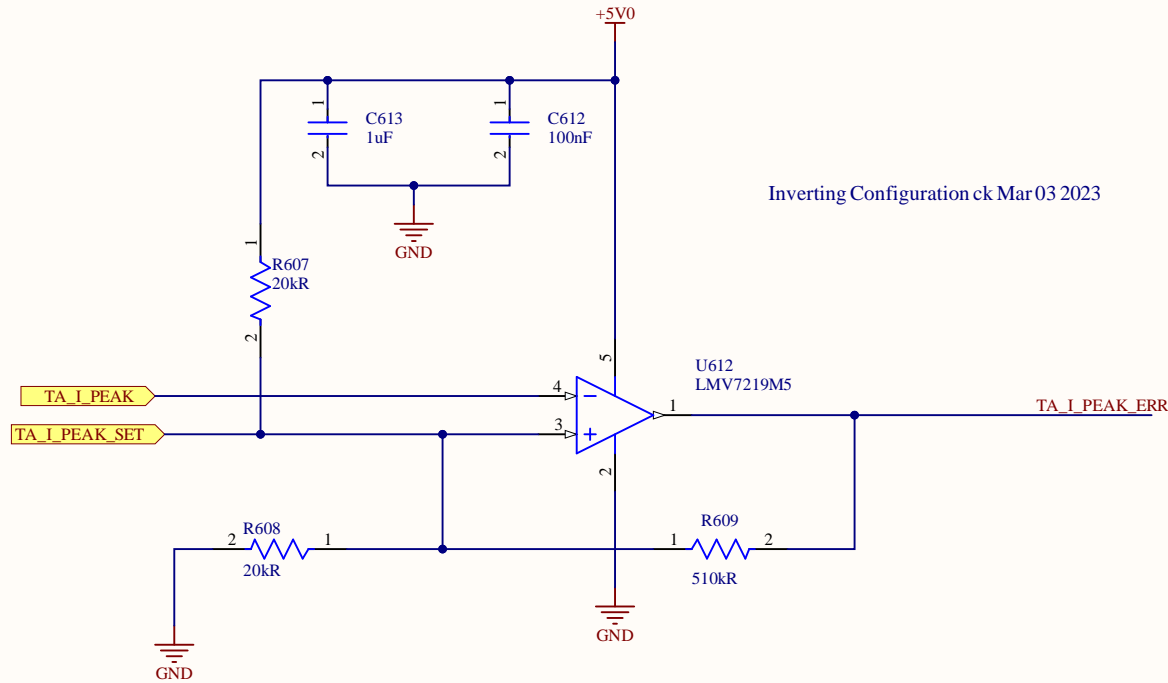 +5V0
1
C613
1uF
2
1
C612
100nF
2
Inverting Configuration ck Mar 03 2023
GND
1
R607
20kR
2
5
U612
LMV7219M5
TA_I_PEAK
4
1
TA_I_PEAK_ERR
TA_I_PEAK_SET
3
2
R608
2
1
20kR
R609
1
2
510kR
GND
GND